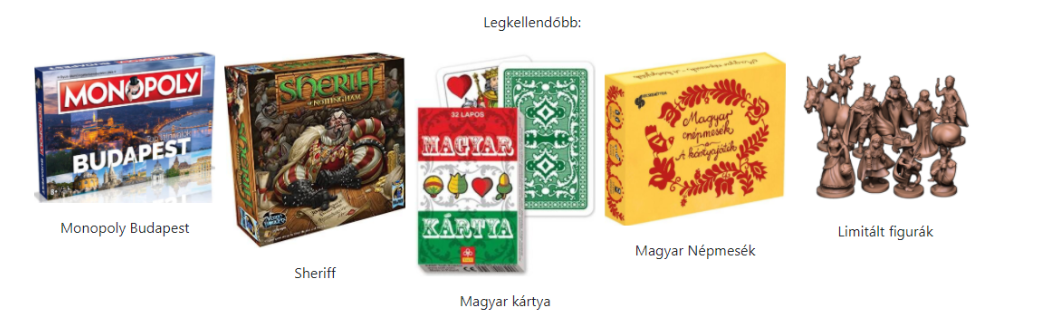 Legkellendőbb:
MONOPOLY
BUDAPEST
Monopoly Budapest
SHERIFF
OF NOTTINGHAM
Sheriff
32 LAPOS
MAGYAR
KÁRTYA
Magyar kártya
Magyar
népmesék
A kártyajáték
Magyar Népmesék
Limitált figurák